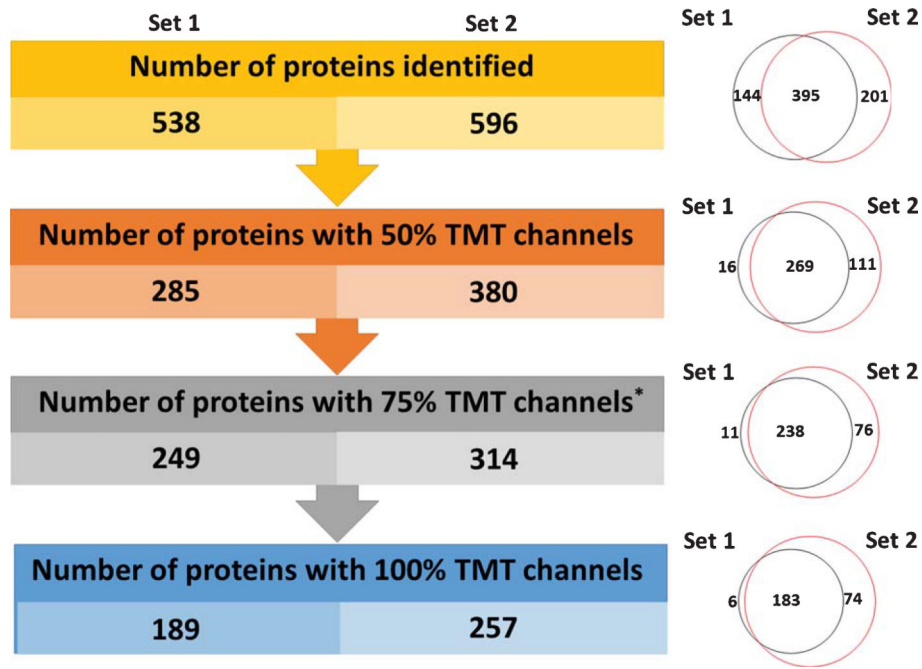 Set 1 Set 2
Number of proteins identified
538 596
Set 1 Set 2
144 395 201
Number of proteins with 50% TMT channels
285 380
Set 1 Set 2
16 269 111
Number of proteins with 75% TMT channels*
249 314
Set 1 Set 2
11 238 76
Number of proteins with 100% TMT channels
189 257
Set 1 Set 2
6 183 74